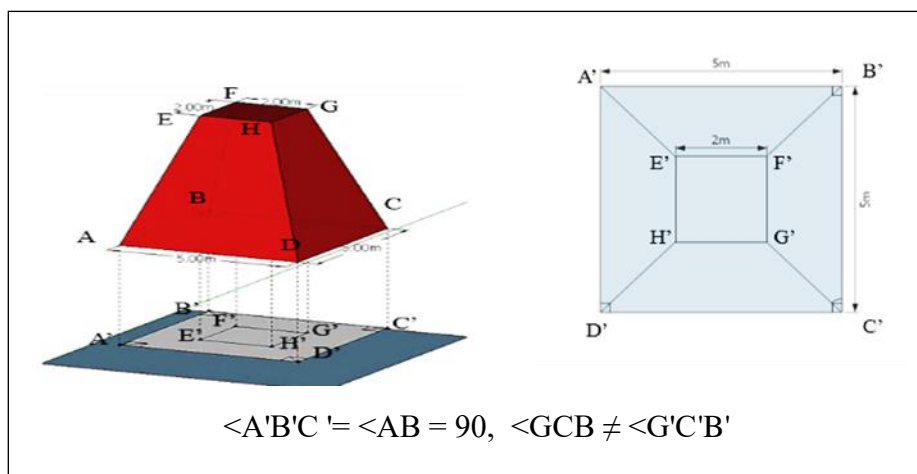 F
2.00m
2.00m
G
E
H
B
C
A
D
5.00m
5.00m
B'
F'
C'
G'
A'
E'
H'
D'
A'
5m
B'
2m
E'
F'
5m
H'
G'
D'
C'
<A'B'C '= <AB = 90, <GCB ≠ <G'C'B'